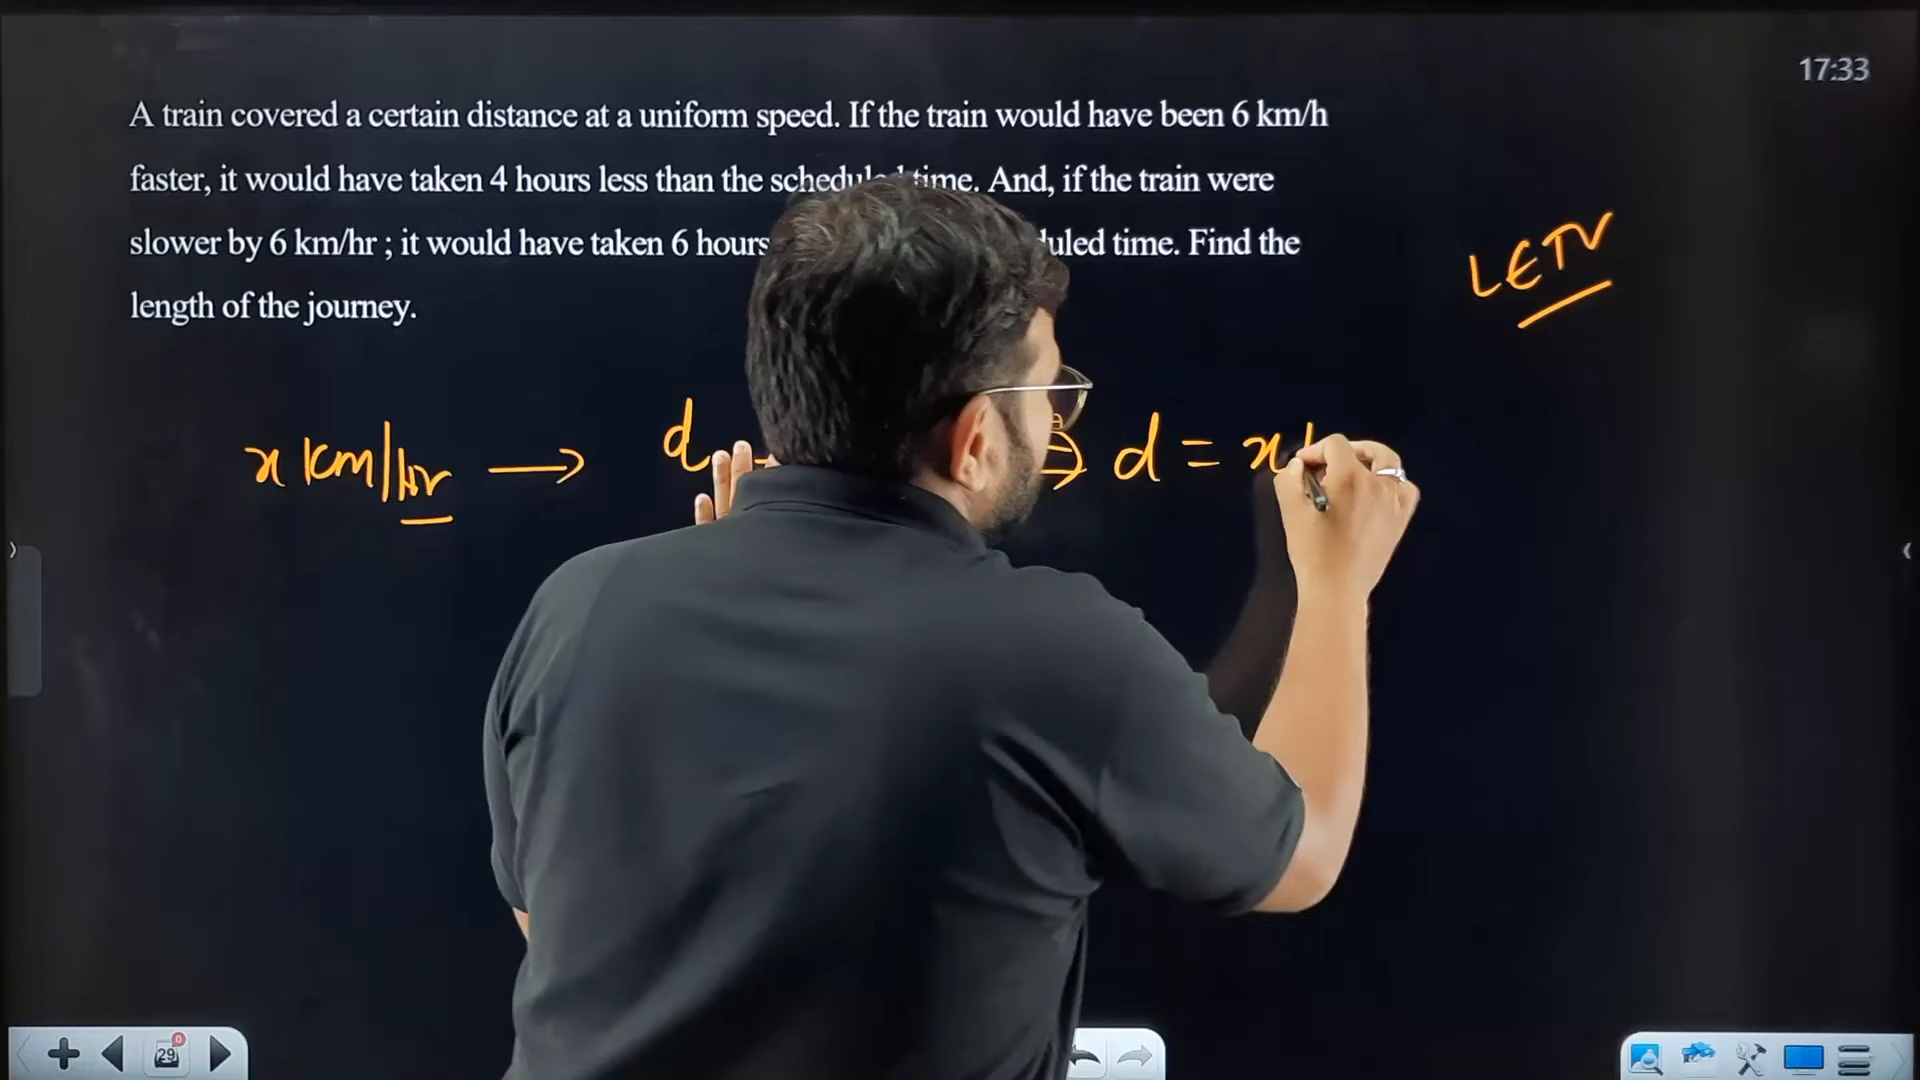 17:33
A train covered a certain distance at a uniform speed. If the train would have been 6 km/h
faster, it would have taken 4 hours less than the scheduled time. And, if the train were
slower by 6 km/hr ; it would have taken 6 hours time. Find the
length of the journey.
LETV
x km/hr → d d = x
29
0